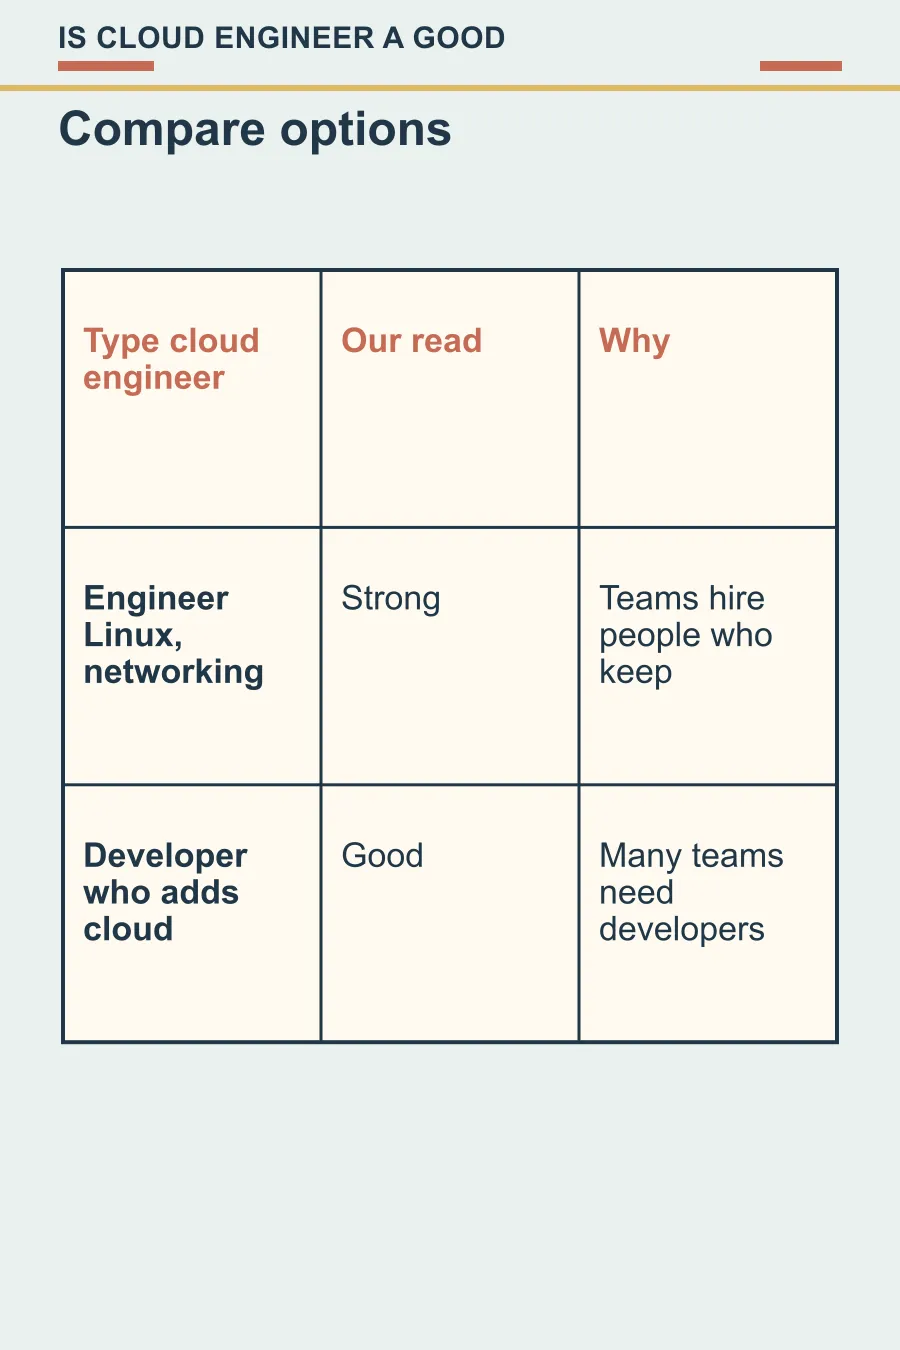 IS CLOUD ENGINEER A GOOD
Compare options
Type cloud
engineer
Our read
Why
Engineer
Linux,
networking
Strong
Teams hire
people who
keep
Developer
who adds
cloud
Good
Many teams
need
developers